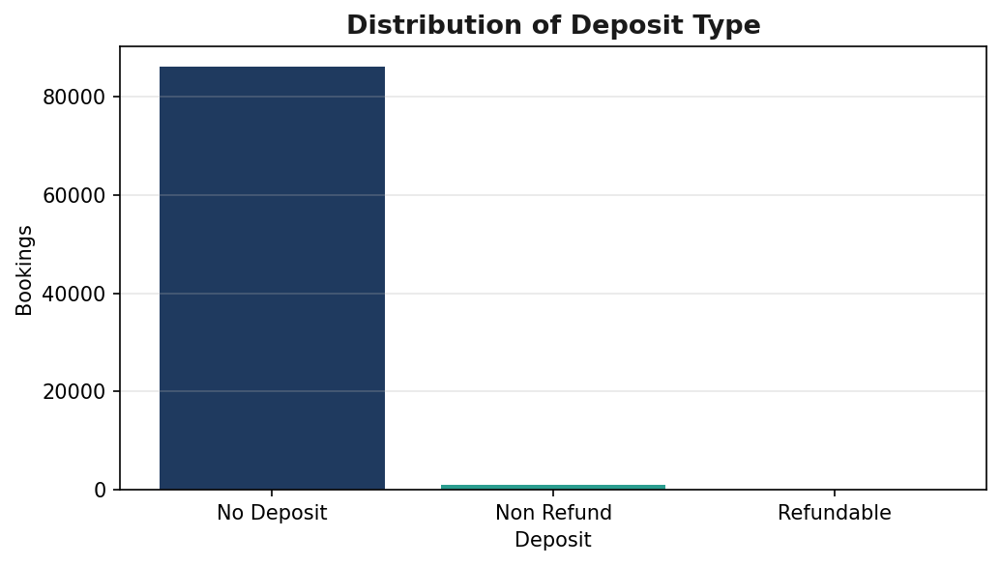 Distribution of Deposit Type
Bookings
80000
60000
40000
20000
0
No Deposit
Non Refund
Refundable
Deposit